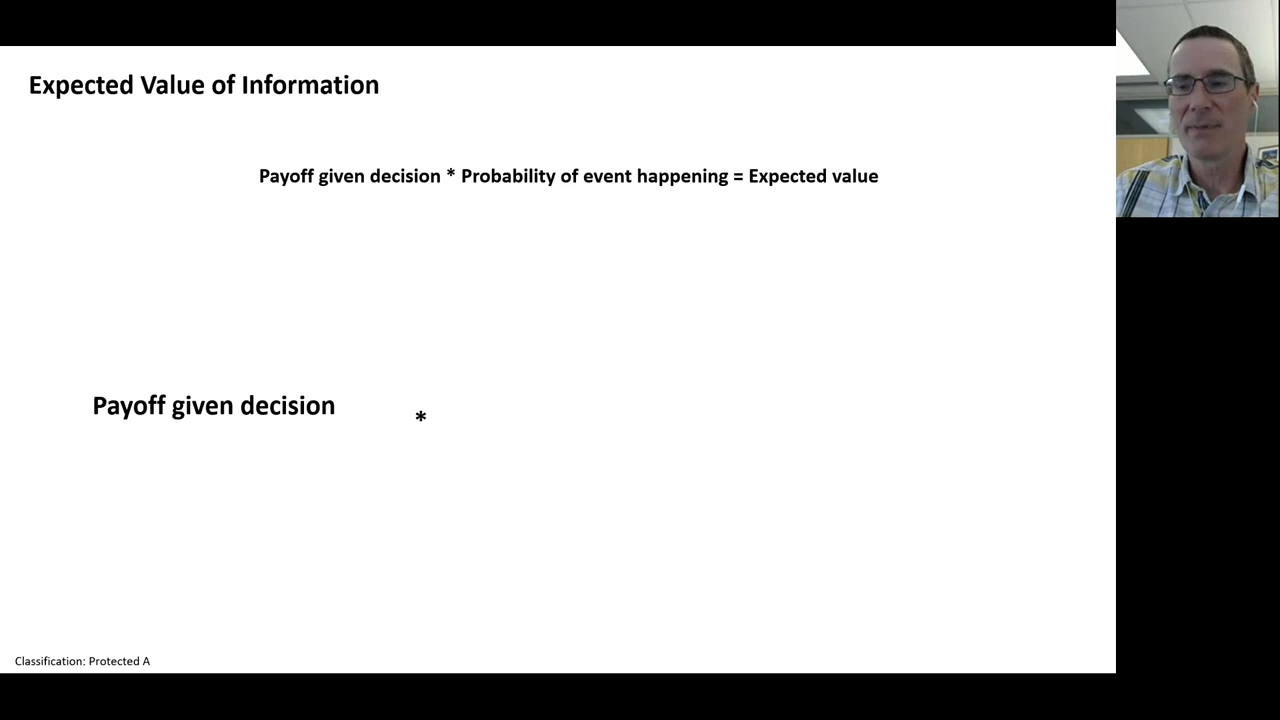 Expected Value of Information
Payoff given decision * Probability of event happening = Expected value
Payoff given decision
*
Classification: Protected A